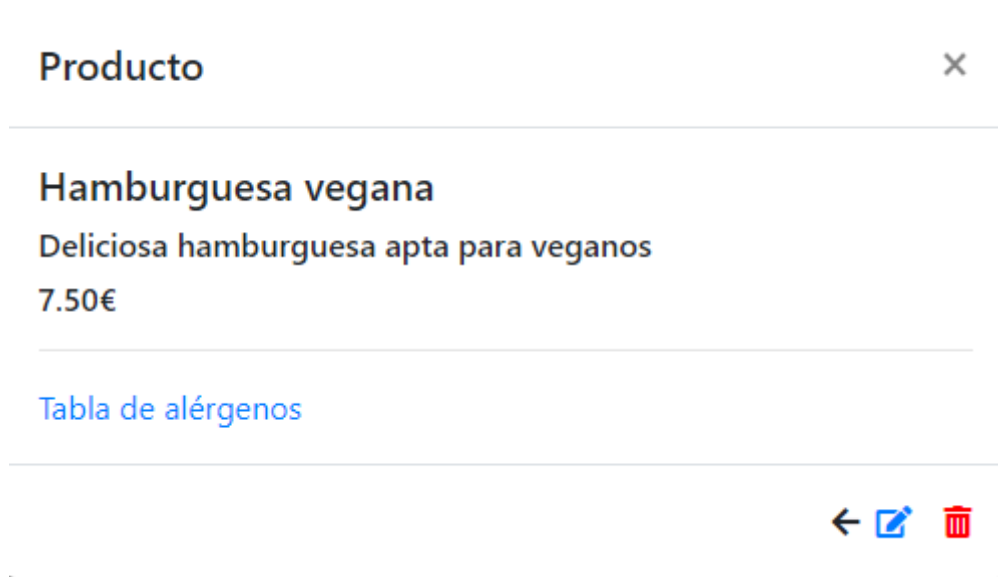 Producto
Hamburguesa vegana
Deliciosa hamburguesa apta para veganos
7.50€
Tabla de alérgenos